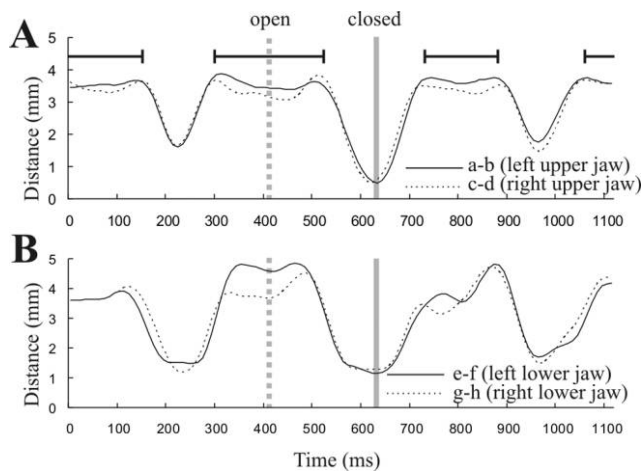 open closed
A
5
4
3
2
1
0
Distance (mm)
a-b (left upper jaw)
c-d (right upper jaw)
0 100 200 300 400 500 600 700 800 900 1000 1100
B
5
4
3
2
1
0
Distance (mm)
e-f (left lower jaw)
g-h (right lower jaw)
0 100 200 300 400 500 600 700 800 900 1000 1100
Time (ms)